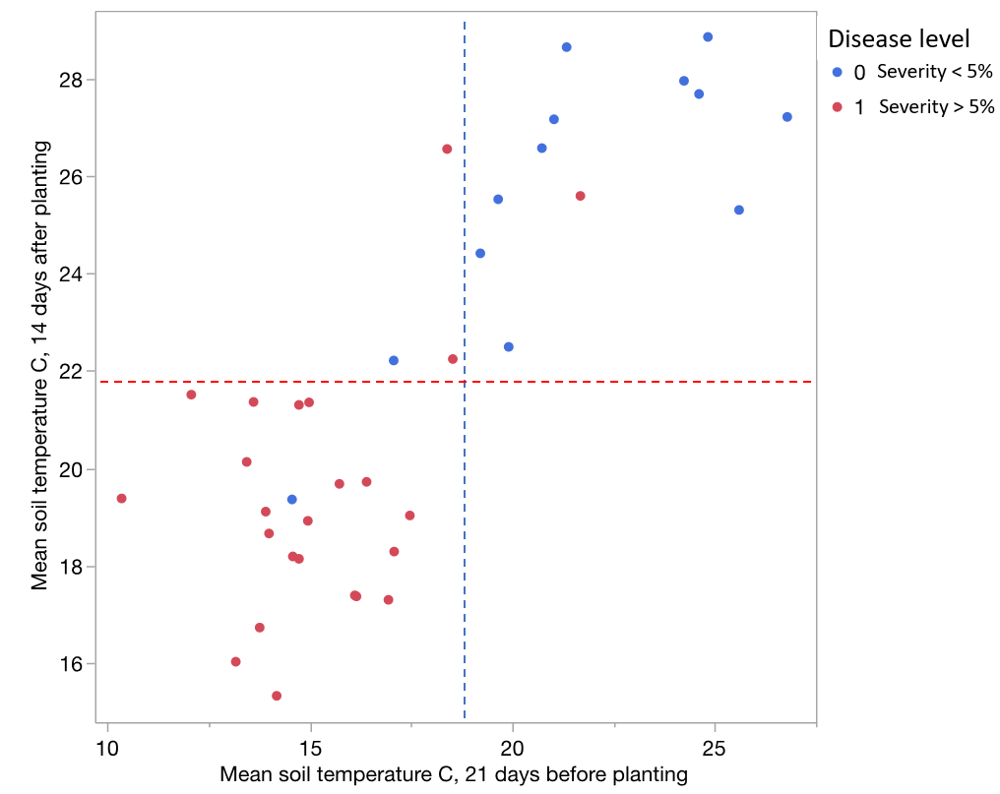 Disease level
0 Severity < 5%
1 Severity > 5%
Mean soil temperature C, 14 days after planting
28
26
24
22
20
18
16
10 15 20 25
Mean soil temperature C, 21 days before planting